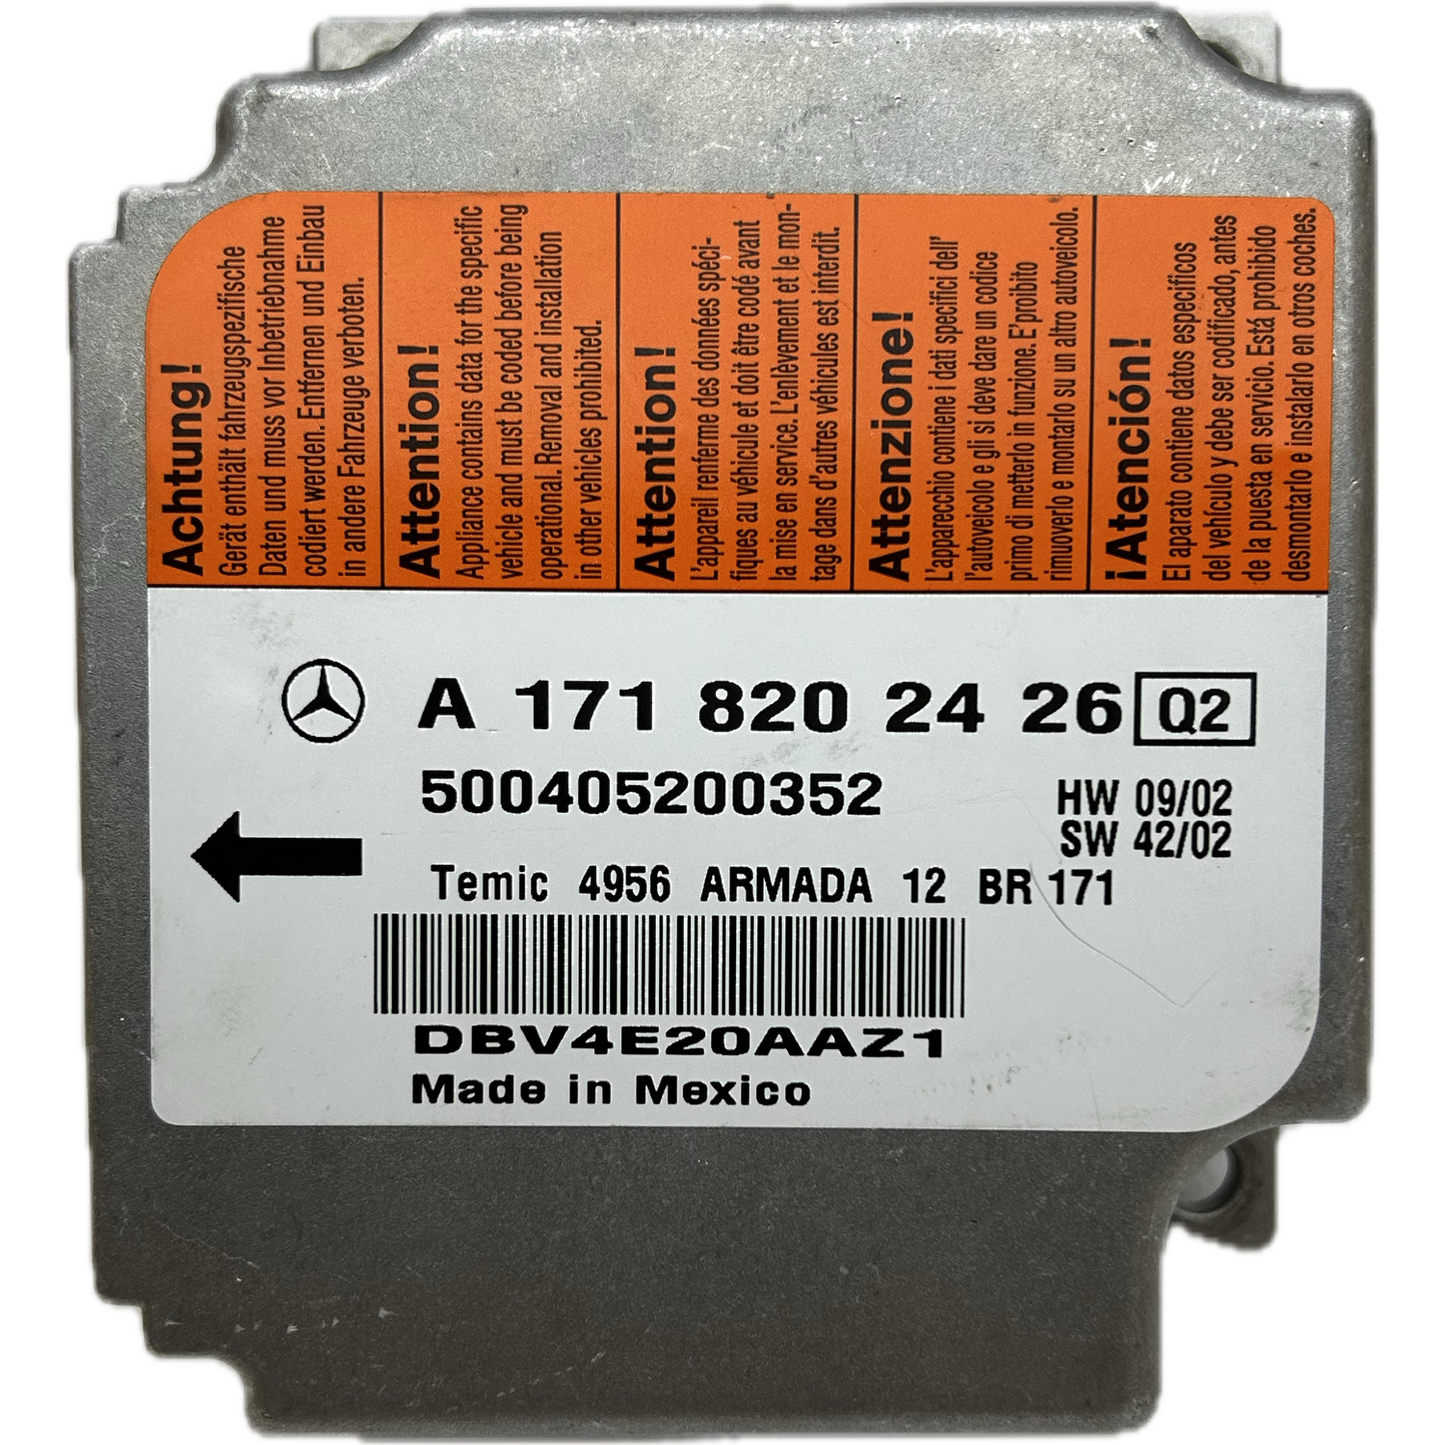 Achtung!
Gerät enthält fahrzeugspezifische
Daten und muss vor Inbetriebnahme
codiert werden. Entfernen und Einbau
in andere Fahrzeuge verboten.
Attention!
Appliance contains data for the specific
vehicle and must be coded before being
operational. Removal and installation
in other vehicles prohibited.
Attention!
L'appareil renferme des données spéci-
fiques au véhicule et doit être codé avant
la mise en service. L'enlèvement et le mon-
tage dans d'autres véhicules est interdit.
Attenzione!
L'apparecchio contiene i dati specifici dell'
l'autoveicolo e gli si deve dare un codice
primo di metterlo in funzione. E'proibito
rimuoverlo e montarlo su un altro autoveicolo.
¡Atención!
El aparato contiene datos específicos
del vehículo y debe ser codificado, antes
de la puesta en servicio. Está prohibido
desmontarlo e instalarlo en otros coches.
A 171 820 24 26 Q2
500405200352
HW 09/02
SW 42/02
Temic 4956 ARMADA 12 BR 171
DBV4E20AAZ1
Made in Mexico